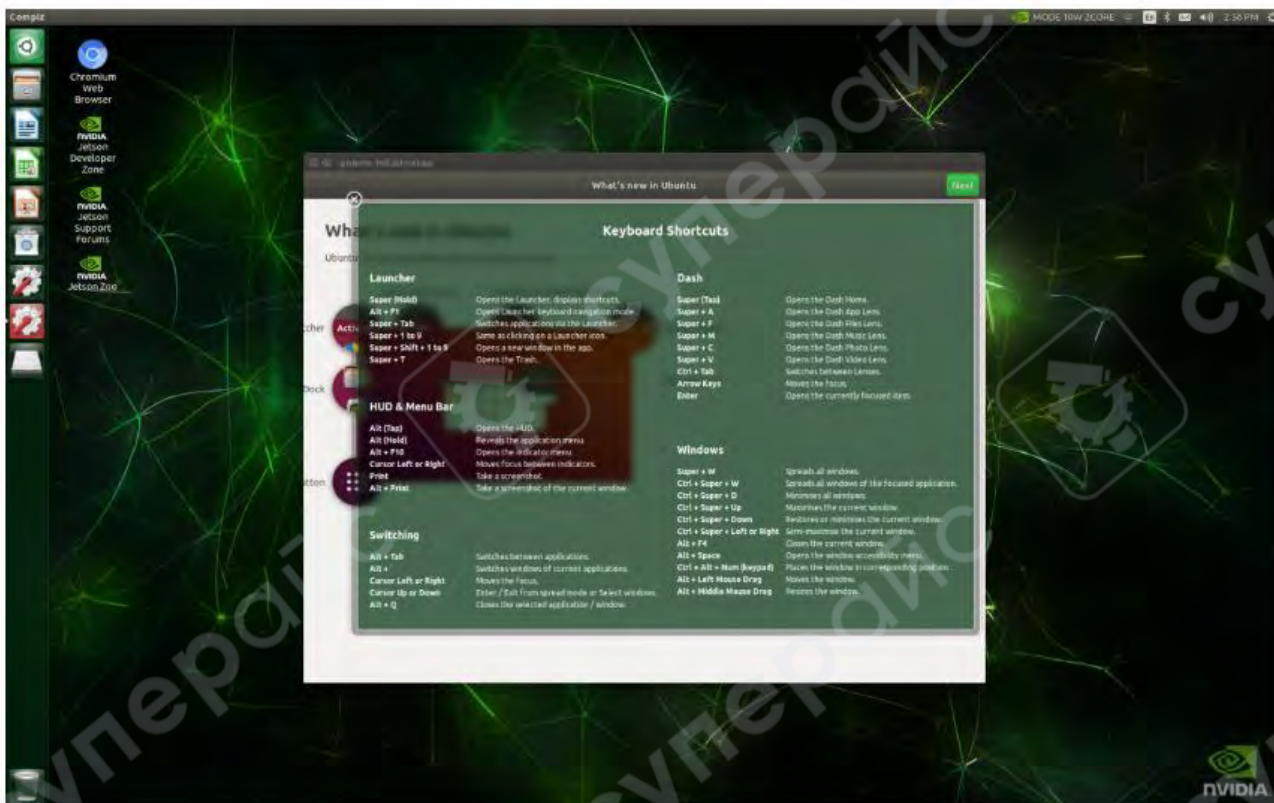 Compiz
MODE 10W 2CORE
2:56 PM
Chromium
Web
Browser
NVIDIA
Jetson
Developer
Zone
NVIDIA
Jetson
Support
Forums
NVIDIA
Jetson Zoo
What's new in Ubuntu
Next
Keyboard Shortcuts
Launcher
Super (Hold) Opens the Launcher, displays shortcuts.
Alt + F1 Opens Launcher keyboard navigation mode.
Super + Tab Switches applications via the Launcher.
Super + 1 to 9 Same as clicking on a Launcher icon.
Super + Shift + 1 to 9 Opens a new window in the app.
Super + T Opens the Trash.
HUD & Menu Bar
Alt (Tap) Opens the HUD.
Alt (Hold) Reveals the application menu.
Alt + F10 Opens the indicator menu.
Cursor Left or Right Moves focus between indicators.
Print Take a screenshot.
Alt + Print Take a screenshot of the current window.
Switching
Alt + Tab Switches between applications.
Alt + Switches windows of current applications.
Cursor Left or Right Moves the focus.
Cursor Up or Down Enter / Exit from spread mode or Select windows.
Alt + Q Closes the selected application / window.
Dash
Super (Tap) Opens the Dash Home.
Super + A Opens the Dash App Lens.
Super + F Opens the Dash Files Lens.
Super + M Opens the Dash Music Lens.
Super + C Opens the Dash Photo Lens.
Super + V Opens the Dash Video Lens.
Ctrl + Tab Switches between Lenses.
Arrow Keys Moves the focus.
Enter Opens the currently focused item.
Windows
Super + W Spreads all windows.
Ctrl + Super + W Spreads all windows of the focused application.
Ctrl + Super + D Minimises all windows.
Ctrl + Super + Up Maximises the current window.
Ctrl + Super + Down Restores or minimises the current window.
Ctrl + Super + Left or Right Semi-maximise the current window.
Alt + F4 Closes the current window.
Alt + Space Opens the window accessibility menu.
Ctrl + Alt + Num (keypad) Places the window in corresponding position.
Alt + Left Mouse Drag Moves the window.
Alt + Middle Mouse Drag Resizes the window.
Dock
NVIDIA
суперайс
суперайс
суперайс